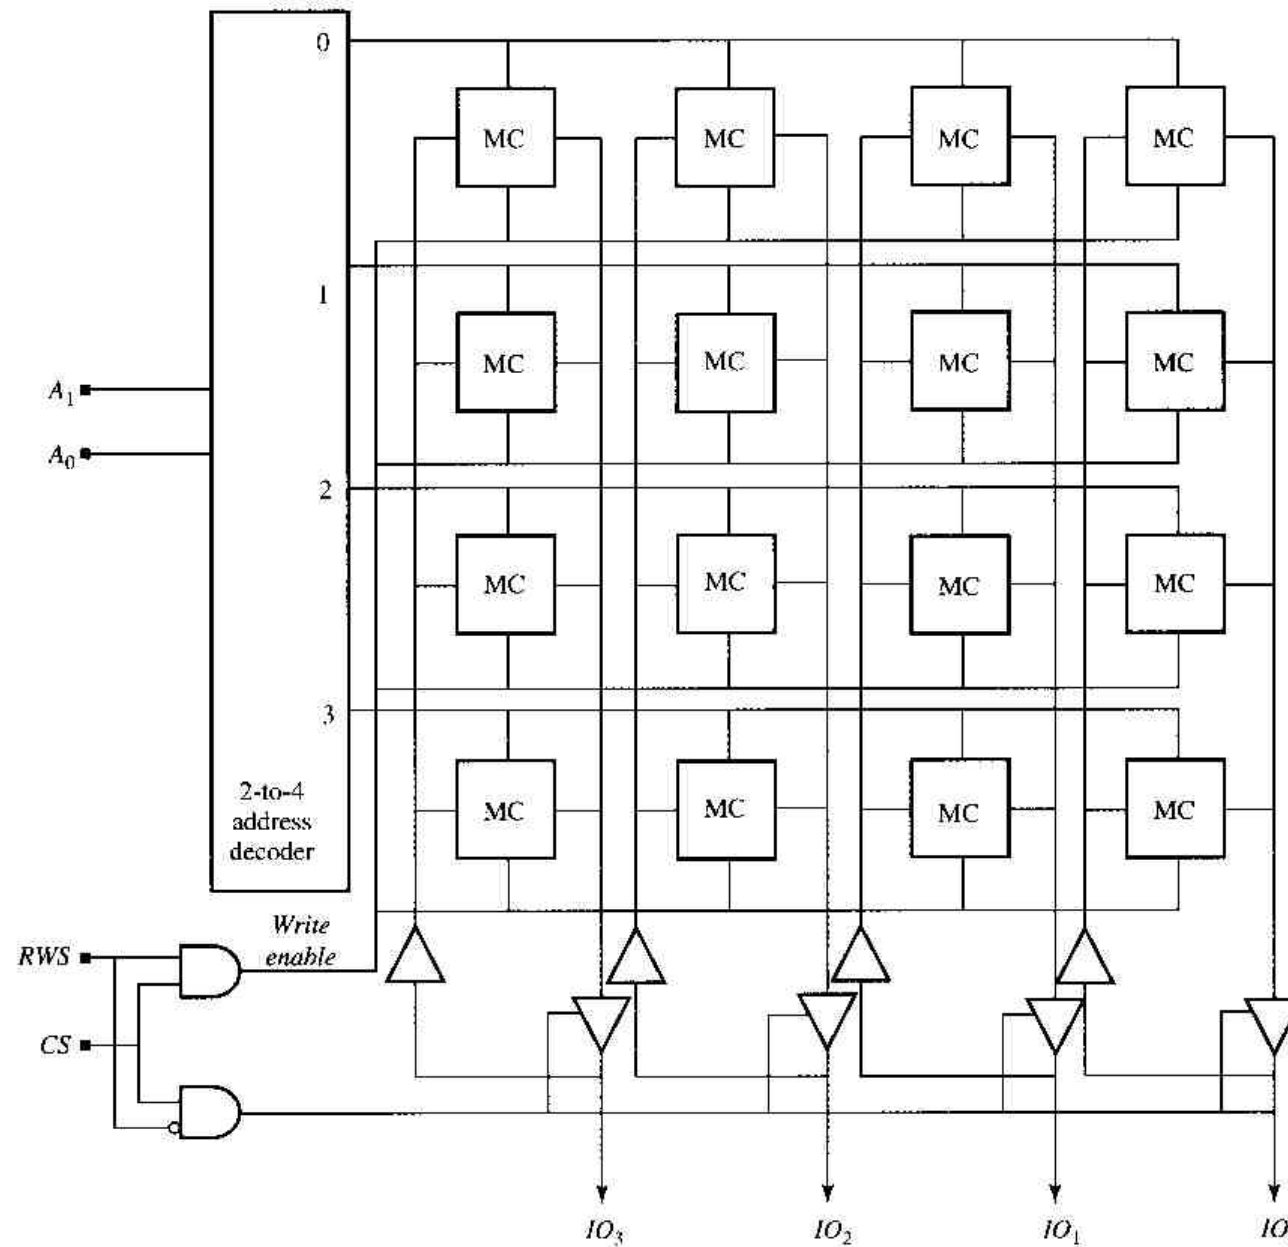 0
MC MC MC MC
1
MC MC MC MC
A1
A0
2
MC MC MC MC
3
MC MC MC MC
2-to-4
address
decoder
Write
enable
RWS
CS
IO3 IO2 IO1 IO